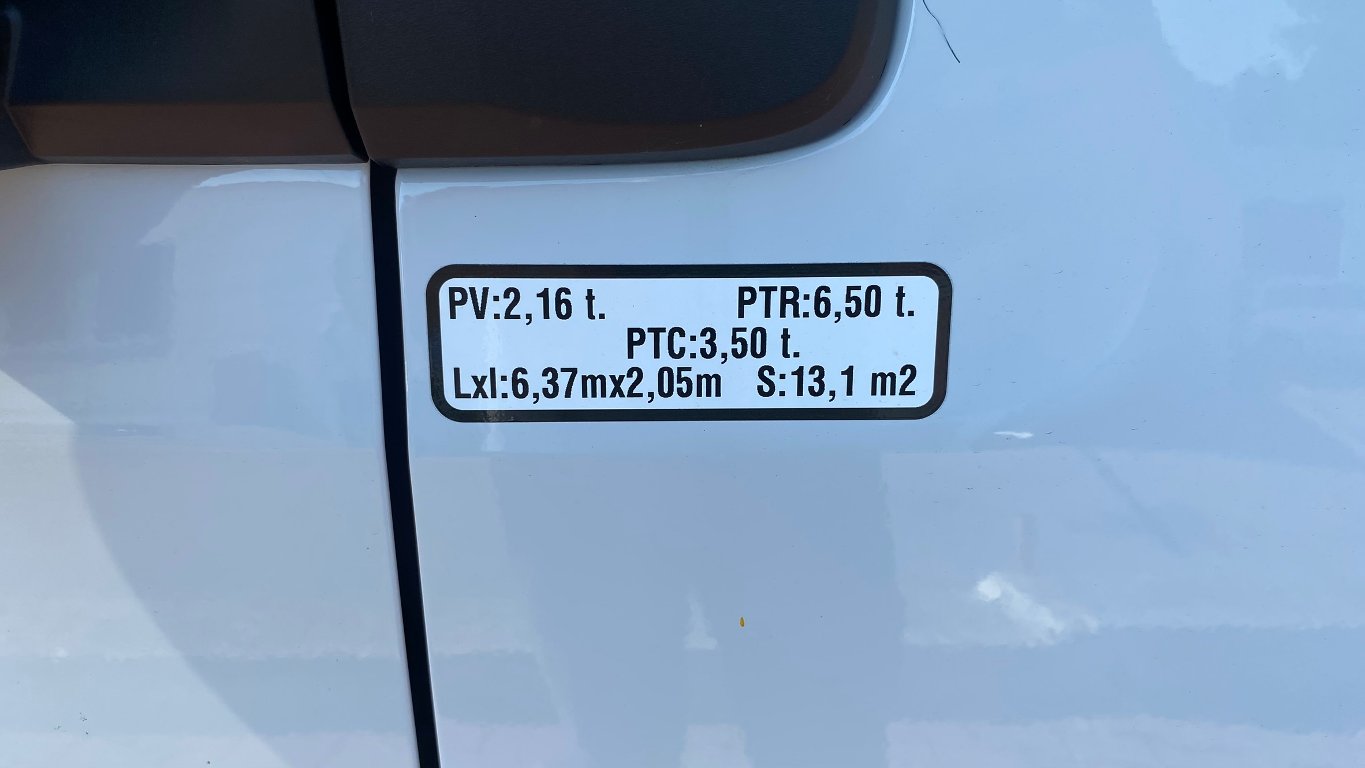 PV:2,16 t. PTR:6,50 t.
PTC:3,50 t.
Lxl:6,37mx2,05m S:13,1 m2